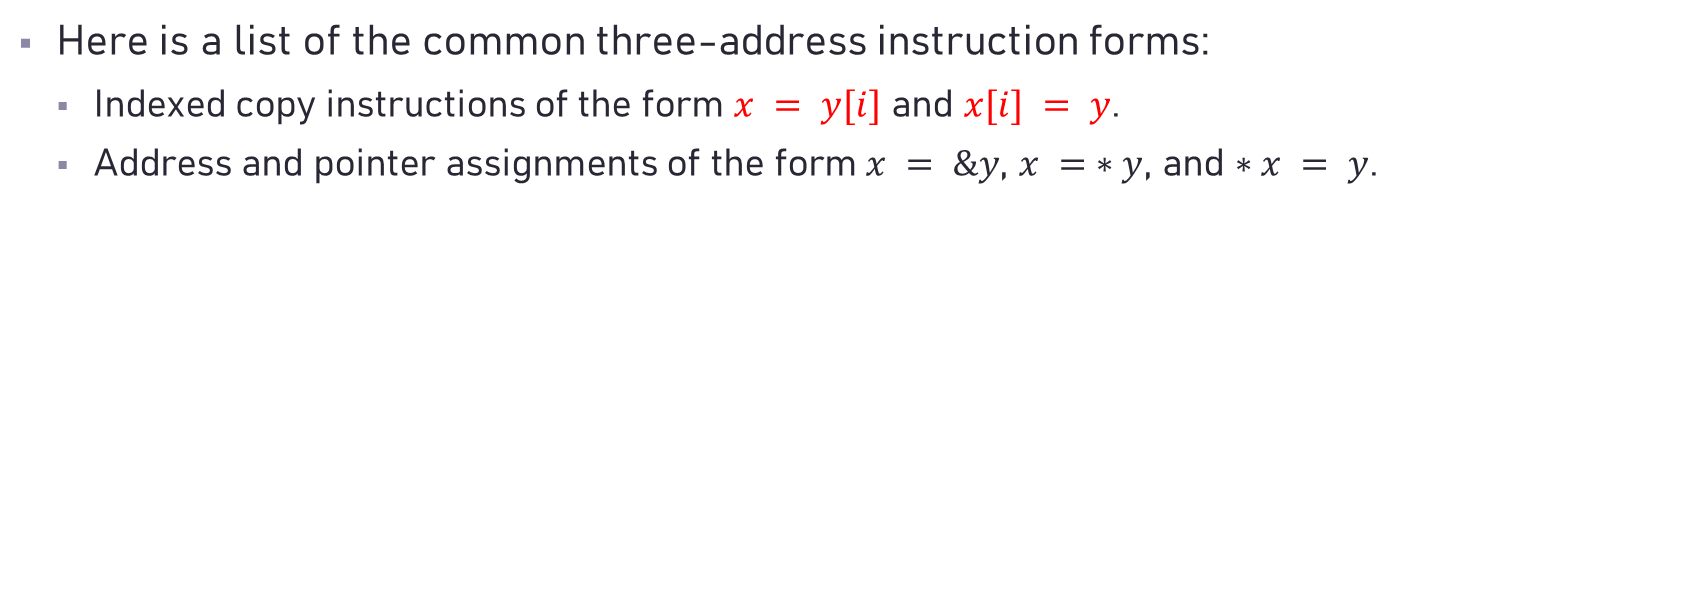 ▪ Here is a list of the common three-address instruction forms:
▪ Indexed copy instructions of the form x = y[i] and x[i] = y.
▪ Address and pointer assignments of the form x = &y, x = * y, and * x = y.